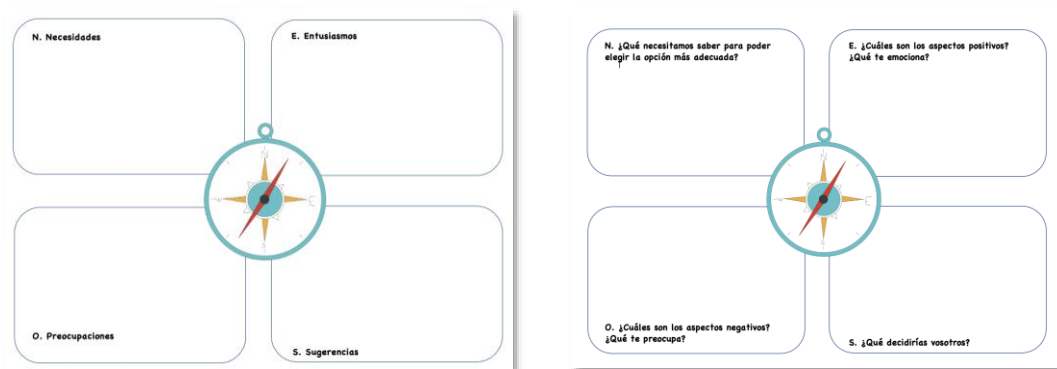 N. Necesidades
E. Entusiasmos
O. Preocupaciones
S. Sugerencias
N
E
S
N. ¿Qué necesitamos saber para poder
elegir la opción más adecuada?
E. ¿Cuáles son los aspectos positivos?
¿Qué te emociona?
O. ¿Cuáles son los aspectos negativos?
¿Qué te preocupa?
S. ¿Qué decidirías vosotros?
N
E
S